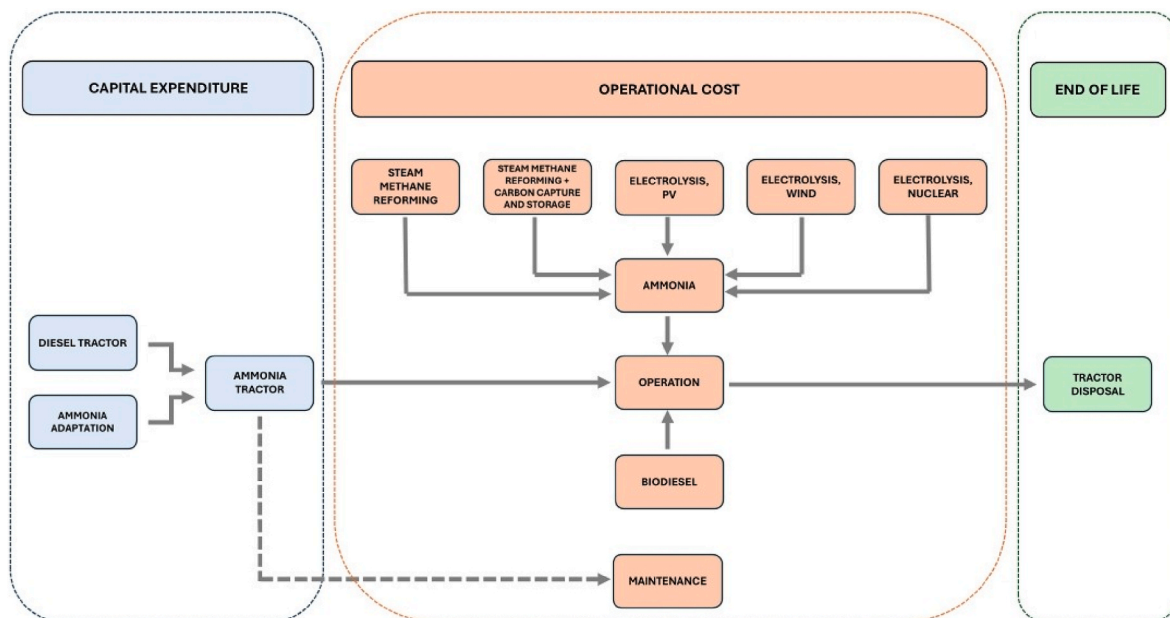 CAPITAL EXPENDITURE
OPERATIONAL COST
END OF LIFE
STEAM
METHANE
REFORMING
STEAM METHANE
REFORMING +
CARBON CAPTURE
AND STORAGE
ELECTROLYSIS,
PV
ELECTROLYSIS,
WIND
ELECTROLYSIS,
NUCLEAR
AMMONIA
DIESEL TRACTOR
AMMONIA
ADAPTATION
AMMONIA
TRACTOR
OPERATION
TRACTOR
DISPOSAL
BIODIESEL
MAINTENANCE